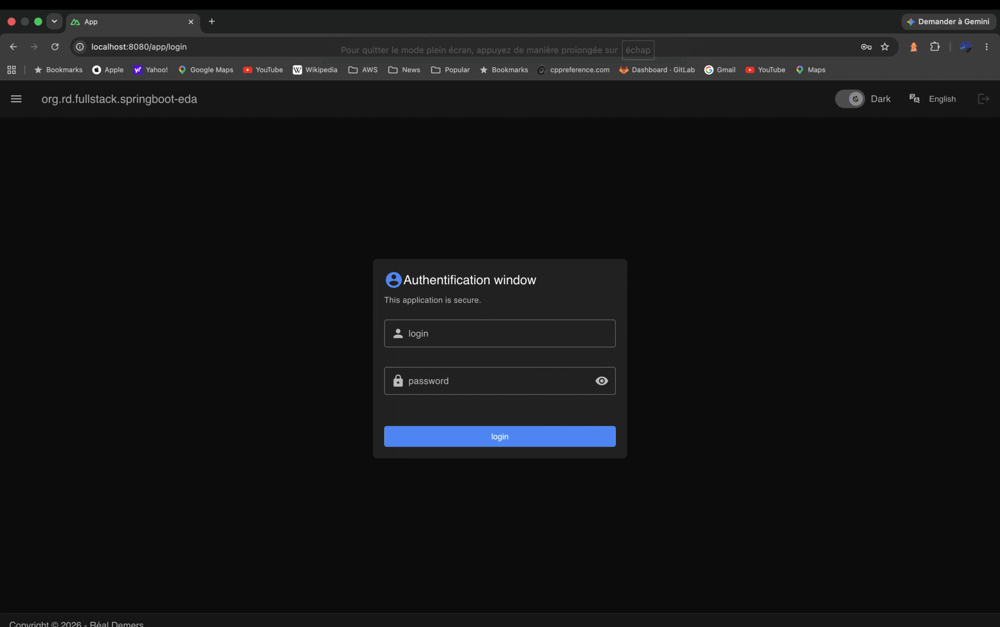 App
Demander à Gemini
localhost:8080/app/login
Pour quitter le mode plein écran, appuyez de manière prolongée sur échap
Bookmarks Apple Yahoo! Google Maps YouTube Wikipedia AWS News Popular Bookmarks cppreference.com Dashboard · GitLab Gmail YouTube Maps
org.rd.fullstack.springboot-eda
Dark English
Authentification window
This application is secure.
login
password
login
Copyright © 2026 - Réal Demers